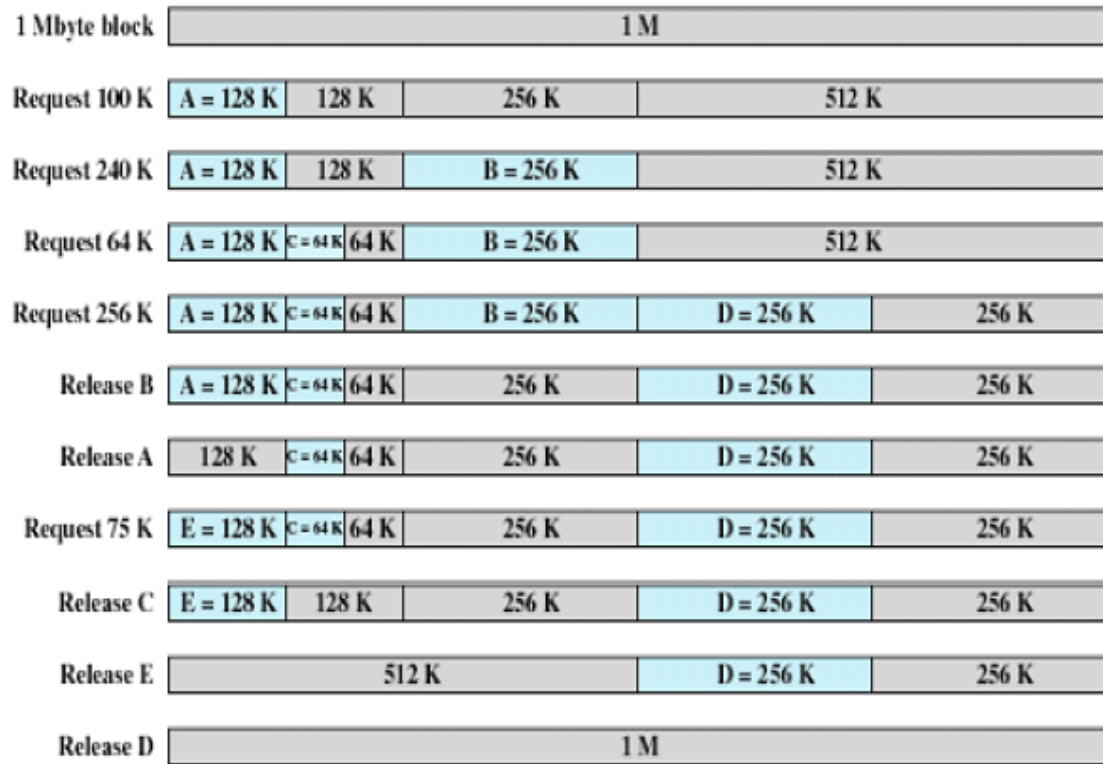 1 Mbyte block 1 M
Request 100 K A = 128 K 128 K 256 K 512 K
Request 240 K A = 128 K 128 K B = 256 K 512 K
Request 64 K A = 128 K C = 64 K 64 K B = 256 K 512 K
Request 256 K A = 128 K C = 64 K 64 K B = 256 K D = 256 K 256 K
Release B A = 128 K C = 64 K 64 K 256 K D = 256 K 256 K
Release A 128 K C = 64 K 64 K 256 K D = 256 K 256 K
Request 75 K E = 128 K C = 64 K 64 K 256 K D = 256 K 256 K
Release C E = 128 K 128 K 256 K D = 256 K 256 K
Release E 512 K D = 256 K 256 K
Release D 1 M